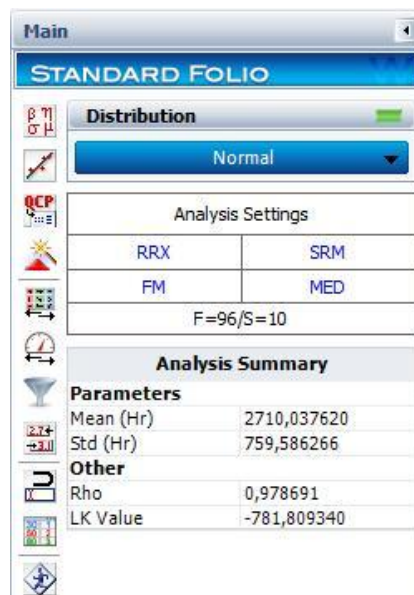 Main
STANDARD FOLIO
β η
σ μ
Distribution
Normal
QCP
Analysis Settings
RRX SRM
FM MED
F=96/S=10
Analysis Summary
Parameters
Mean (Hr) 2710,037620
Std (Hr) 759,586266
Other
Rho 0,978691
LK Value -781,809340